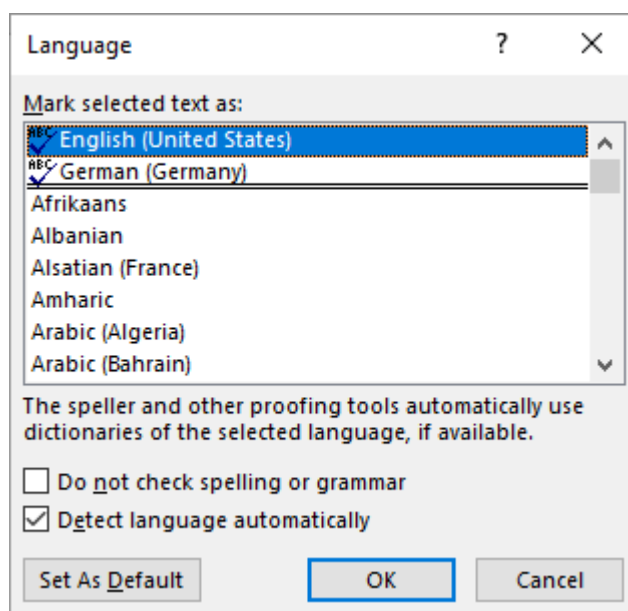 Language ?
Mark selected text as:
ABC English (United States)
ABC German (Germany)
Afrikaans
Albanian
Alsatian (France)
Amharic
Arabic (Algeria)
Arabic (Bahrain)
The speller and other proofing tools automatically use
dictionaries of the selected language, if available.
Do not check spelling or grammar
Detect language automatically
Set As Default OK Cancel